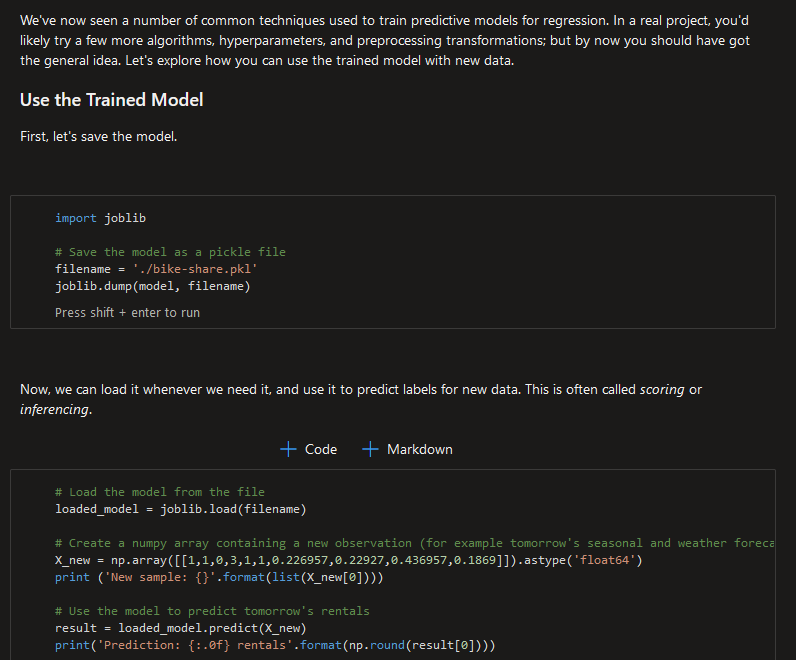 We've now seen a number of common techniques used to train predictive models for regression. In a real project, you'd
likely try a few more algorithms, hyperparameters, and preprocessing transformations; but by now you should have got
the general idea. Let's explore how you can use the trained model with new data.
Use the Trained Model
First, let's save the model.
import joblib
# Save the model as a pickle file
filename = './bike-share.pkl'
joblib.dump(model, filename)
Press shift + enter to run
Now, we can load it whenever we need it, and use it to predict labels for new data. This is often called scoring or
inferencing.
+ Code + Markdown
# Load the model from the file
loaded_model = joblib.load(filename)
# Create a numpy array containing a new observation (for example tomorrow's seasonal and weather foreca
X_new = np.array([[1,1,0,3,1,1,0.226957,0.22927,0.436957,0.1869]]).astype('float64')
print ('New sample: {}'.format(list(X_new[0])))
# Use the model to predict tomorrow's rentals
result = loaded_model.predict(X_new)
print('Prediction: {:.0f} rentals'.format(np.round(result[0])))